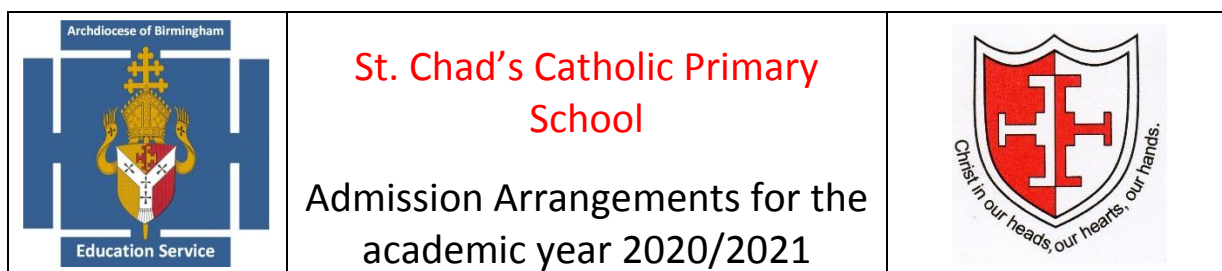 Archdiocese of Birmingham
Education Service
St. Chad's Catholic Primary
School
Admission Arrangements for the
academic year 2020/2021
Christ in our heads, our hearts, our hands.